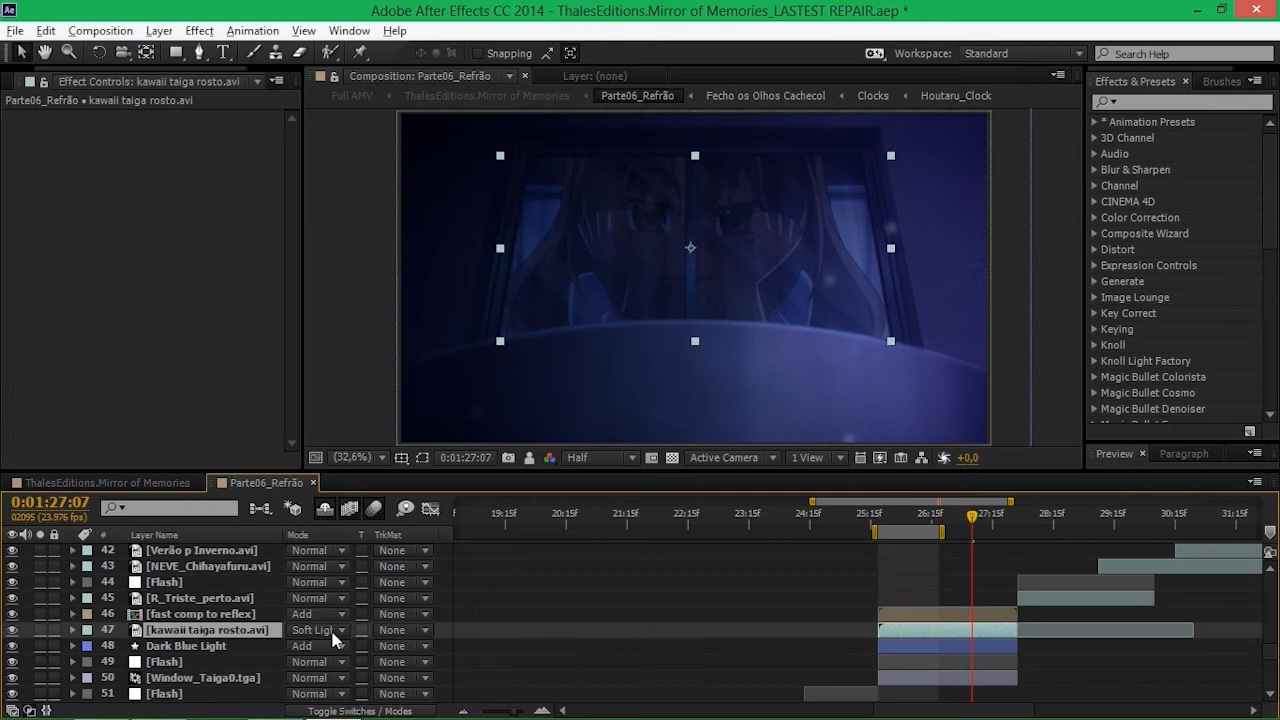 Ae Adobe After Effects CC 2014 - ThalesEditions.Mirror of Memories_LASTEST REPAIR.aep *
File Edit Composition Layer Effect Animation View Window Help
Snapping Workspace: Standard Search Help
Effect Controls: kawaii taiga rosto.avi Composition: Parte06_Refrão Layer: (none) Effects & Presets Brushes
Parte06_Refrão • kawaii taiga rosto.avi Full AMV ThalesEditions.Mirror of Memories Parte06_Refrão Fecho os Olhos Cachecol Clocks Houtaru_Clock
* Animation Presets
3D Channel
Audio
Blur & Sharpen
Channel
CINEMA 4D
Color Correction
Composite Wizard
Distort
Expression Controls
Generate
Image Lounge
Key Correct
Keying
Knoll
Knoll Light Factory
Magic Bullet Colorista
Magic Bullet Cosmo
Magic Bullet Denoiser
(32,6%) 0:01:27:07 Half Active Camera 1 View +0,0 Preview Paragraph
ThalesEditions.Mirror of Memories Parte06_Refrão
0:01:27:07
02095 (23.976 fps)
19:15f 20:15f 21:15f 22:15f 23:15f 24:15f 25:15f 26:15f 27:15f 28:15f 29:15f 30:15f 31:15f
# Layer Name Mode T TrkMat
42 [Verão p Inverno.avi] Normal None
43 [NEVE_Chihayafuru.avi] Normal None
44 [Flash] Normal None
45 [R_Triste_perto.avi] Normal None
46 [fast comp to reflex] Add None
47 [kawaii taiga rosto.avi] Soft None
48 Dark Blue Light Add None
49 [Flash] Normal None
50 [Window_Taiga0.tga] Normal None
51 [Flash] Normal None
Toggle Switches / Modes